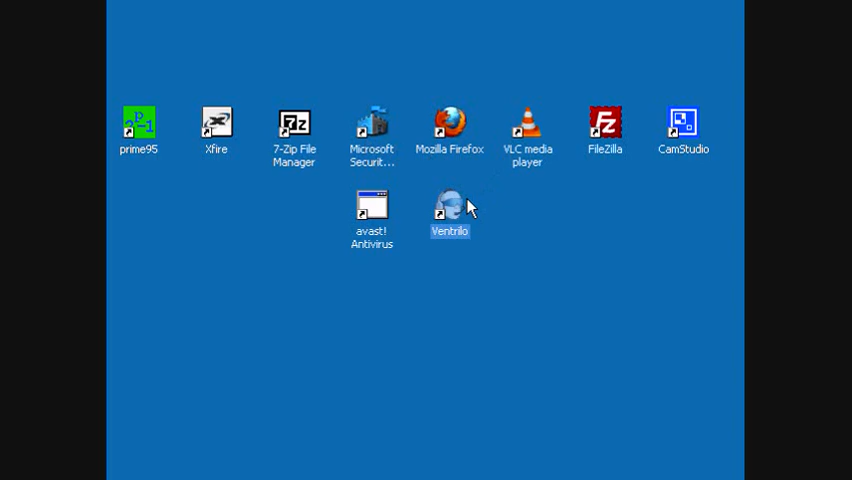 prime95
Xfire
7-Zip File
Manager
Microsoft
Securit...
Mozilla Firefox
VLC media
player
FileZilla
CamStudio
avast!
Antivirus
Ventrilo